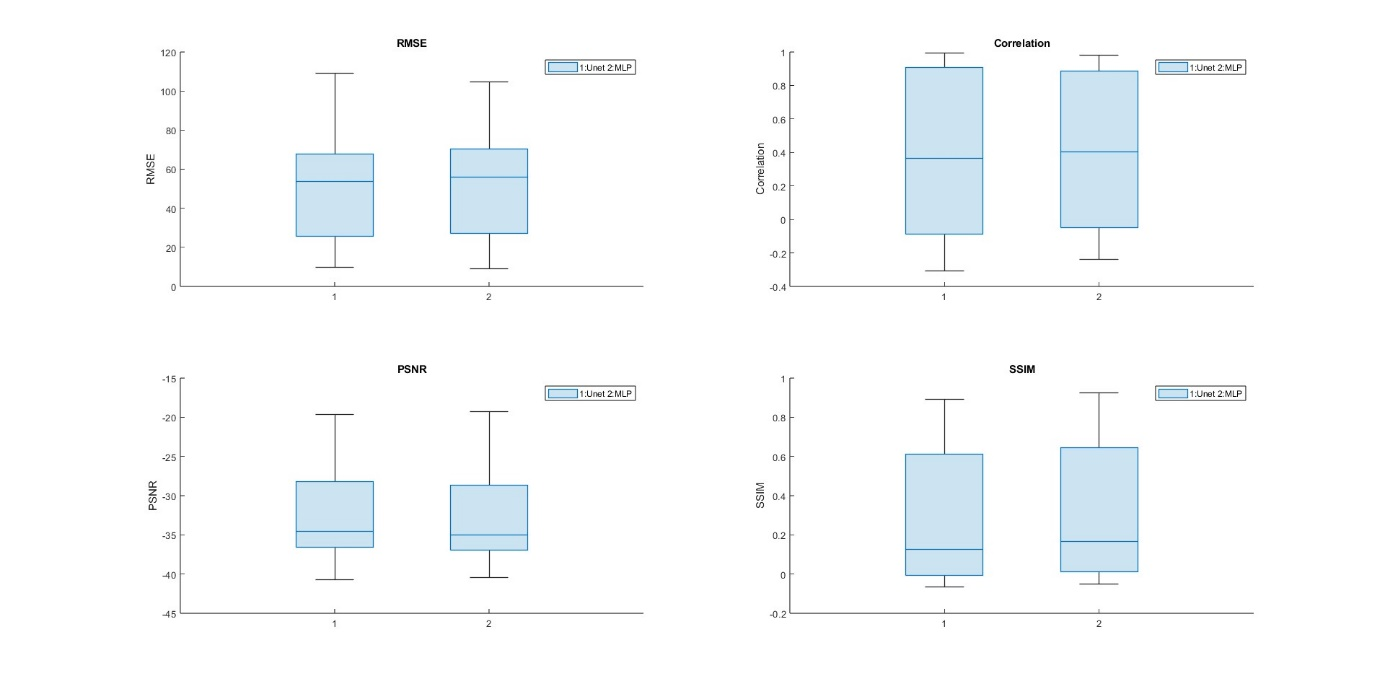 RMSE
120
1:Unet 2:MLP
100
80
RMSE
60
40
20
0
1 2
Correlation
1
1:Unet 2:MLP
0.8
0.6
Correlation
0.4
0.2
0
-0.2
-0.4
1 2
PSNR
-15
1:Unet 2:MLP
-20
-25
PSNR
-30
-35
-40
-45
1 2
SSIM
1
1:Unet 2:MLP
0.8
0.6
SSIM
0.4
0.2
0
-0.2
1 2